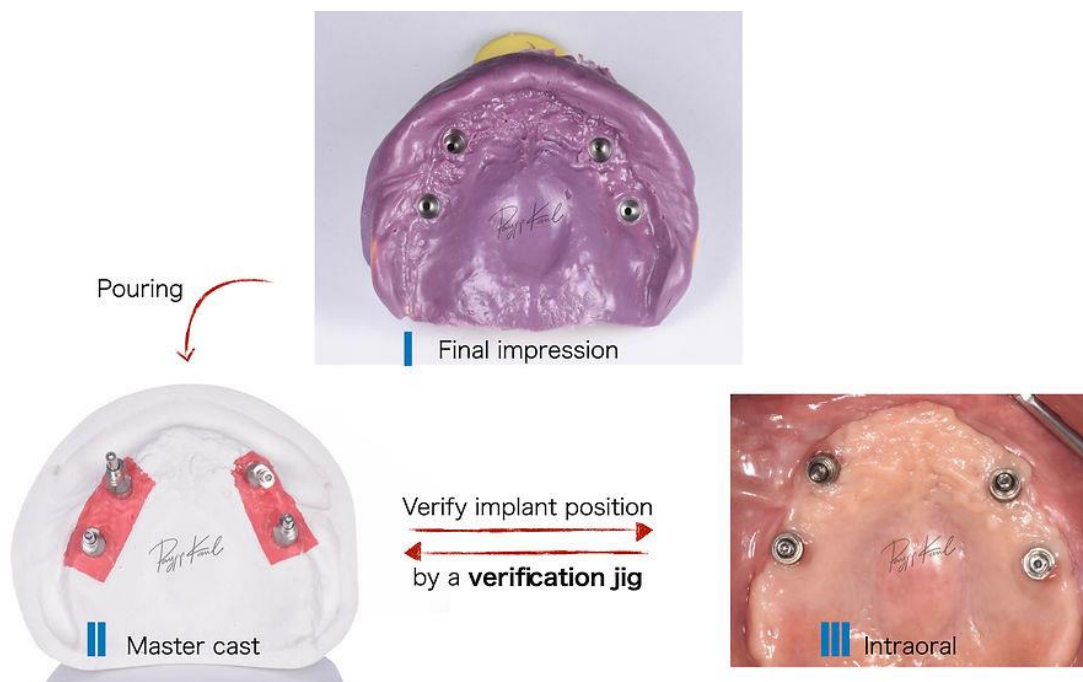 Final impression
Pouring
Verify implant position
by a verification jig
Master cast
Intraoral